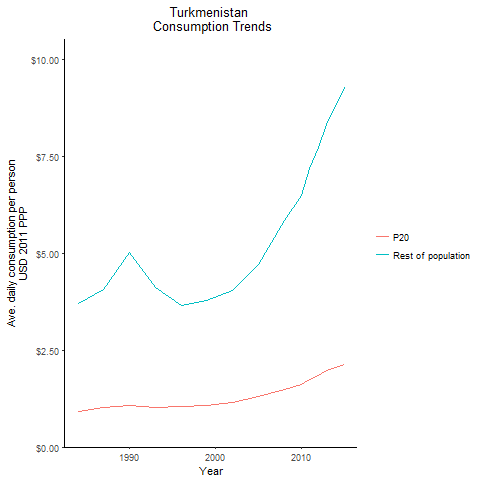 Turkmenistan
Consumption Trends
$10.00
$7.50
$5.00
$2.50
$0.00
Ave. daily consumption per person
USD 2011 PPP
1990
2000
2010
Year
P20
Rest of population